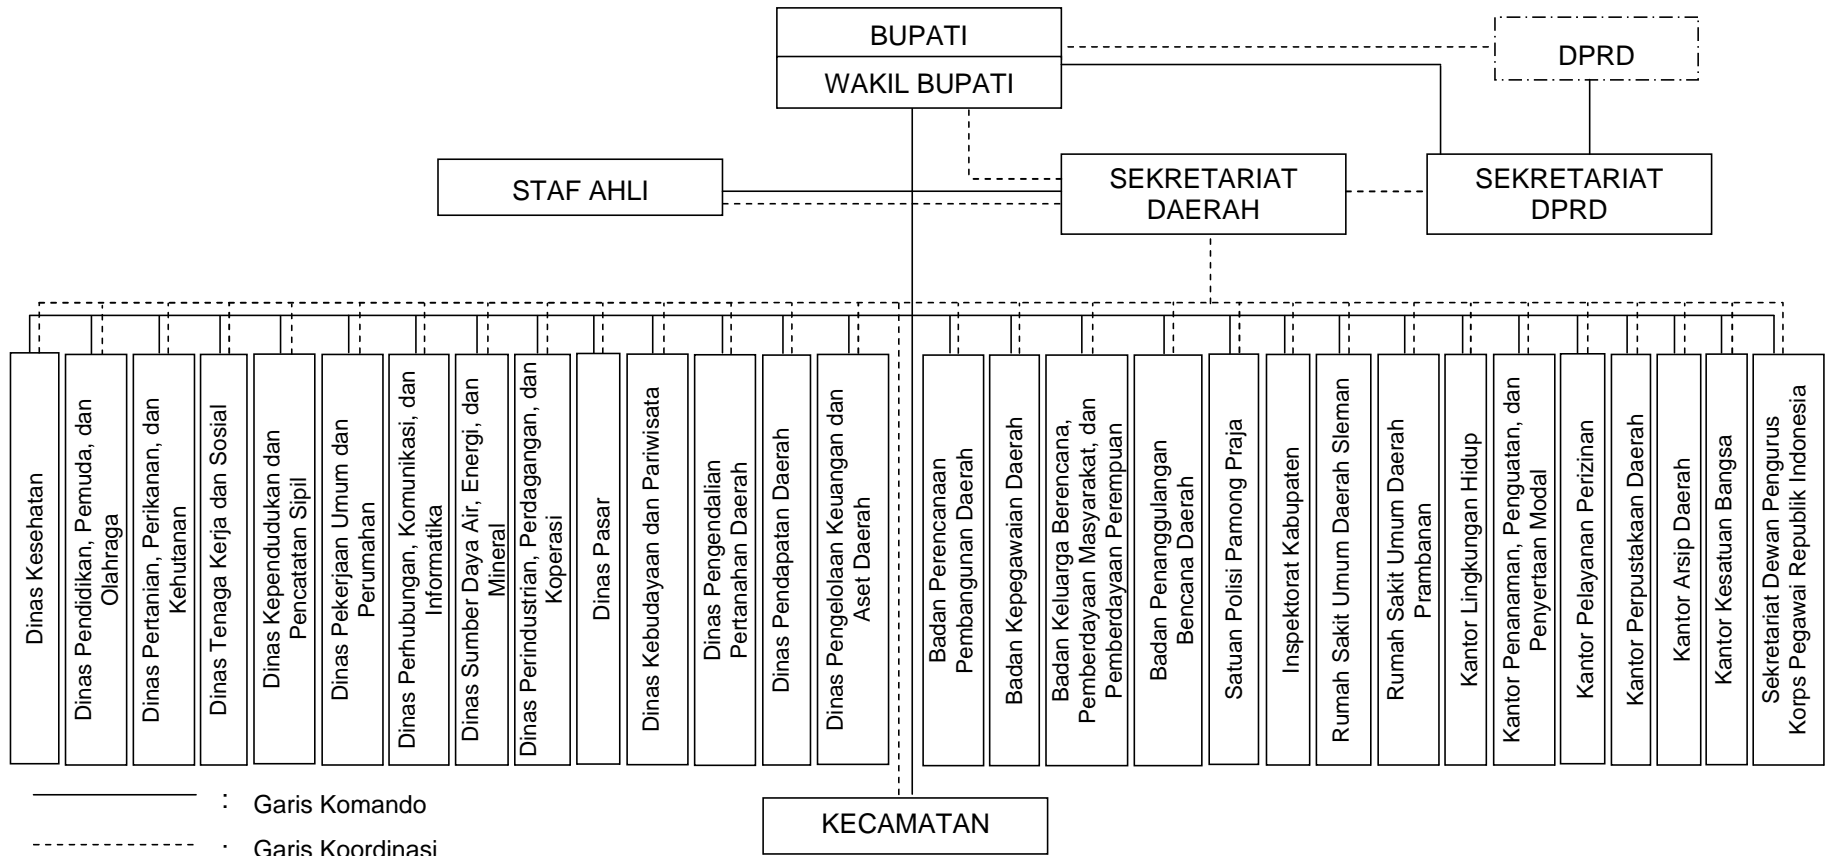 BUPATI
WAKIL BUPATI
DPRD
STAF AHLI
SEKRETARIAT
DAERAH
SEKRETARIAT
DPRD
Dinas Kesehatan
Dinas Pendidikan, Pemuda, dan
Olahraga
Dinas Pertanian, Perikanan, dan
Kehutanan
Dinas Tenaga Kerja dan Sosial
Dinas Kependudukan dan
Pencatatan Sipil
Dinas Pekerjaan Umum dan
Perumahan
Dinas Perhubungan, Komunikasi, dan
Informatika
Dinas Sumber Daya Air, Energi, dan
Mineral
Dinas Perindustrian, Perdagangan, dan
Koperasi
Dinas Pasar
Dinas Kebudayaan dan Pariwisata
Dinas Pengendalian
Pertanahan Daerah
Dinas Pendapatan Daerah
Dinas Pengelolaan Keuangan dan
Aset Daerah
Badan Perencanaan
Pembangunan Daerah
Badan Kepegawaian Daerah
Badan Keluarga Berencana,
Pemberdayaan Masyarakat, dan
Pemberdayaan Perempuan
Badan Penanggulangan
Bencana Daerah
Satuan Polisi Pamong Praja
Inspektorat Kabupaten
Rumah Sakit Umum Daerah Sleman
Rumah Sakit Umum Daerah
Prambanan
Kantor Lingkungan Hidup
Kantor Penanaman, Penguatan, dan
Penyertaan Modal
Kantor Pelayanan Perizinan
Kantor Perpustakaan Daerah
Kantor Arsip Daerah
Kantor Kesatuan Bangsa
Sekretariat Dewan Pengurus
Korps Pegawai Republik Indonesia
: Garis Komando
: Garis Koordinasi
KECAMATAN